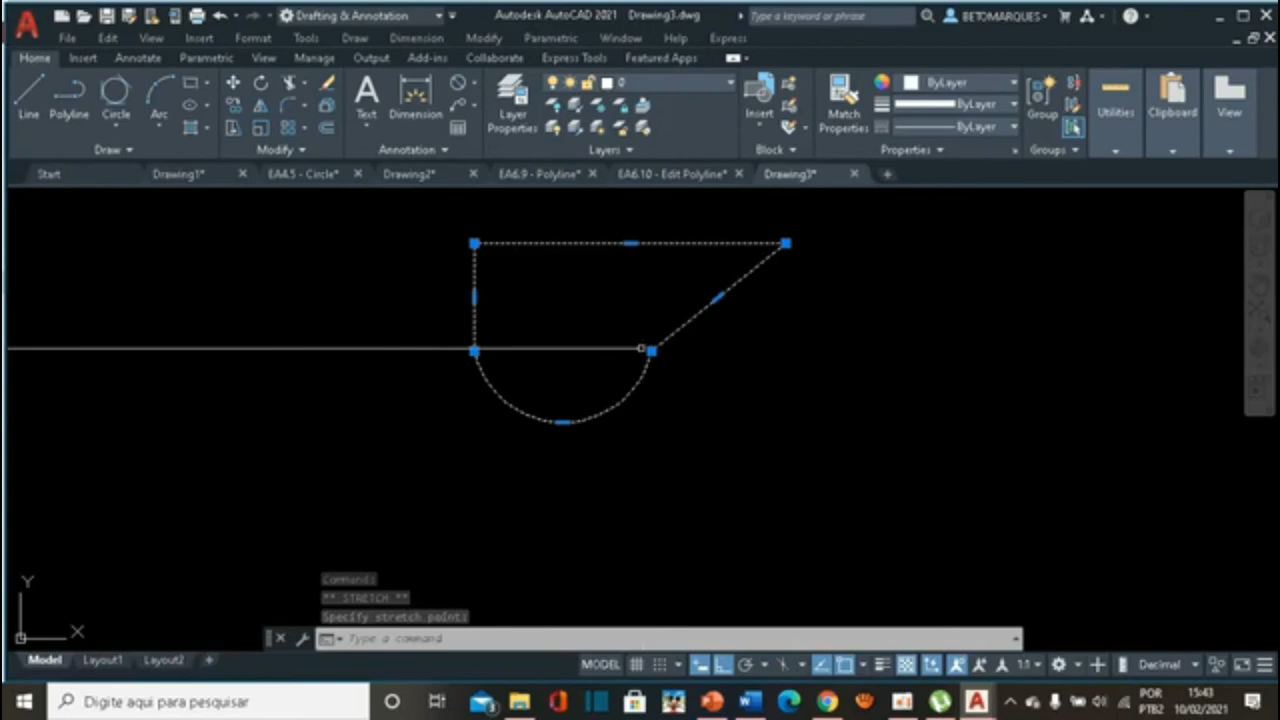 Drafting & Annotation Autodesk AutoCAD 2021 Drawing3.dwg Type a keyword or phrase BETOMARQUES
File Edit View Insert Format Tools Draw Dimension Modify Parametric Window Help Express
Home Insert Annotate Parametric View Manage Output Add-ins Collaborate Express Tools Featured Apps
0 ByLayer
Line Polyline Circle Arc Text Dimension Layer Properties Insert Match Properties ByLayer Group Utilities Clipboard View
ByLayer
Draw Modify Annotation Layers Block Properties Groups
Start Drawing1* EA4.5 - Circle* Drawing2* EA6.9 - Polyline* EA6.10 - Edit Polyline* Drawing3*
Y
X
Command:
** STRETCH **
Specify stretch point:
Type a command
Model Layout1 Layout2 + MODEL 1:1 Decimal
Digite aqui para pesquisar
POR 15:43
PTB2 10/02/2021